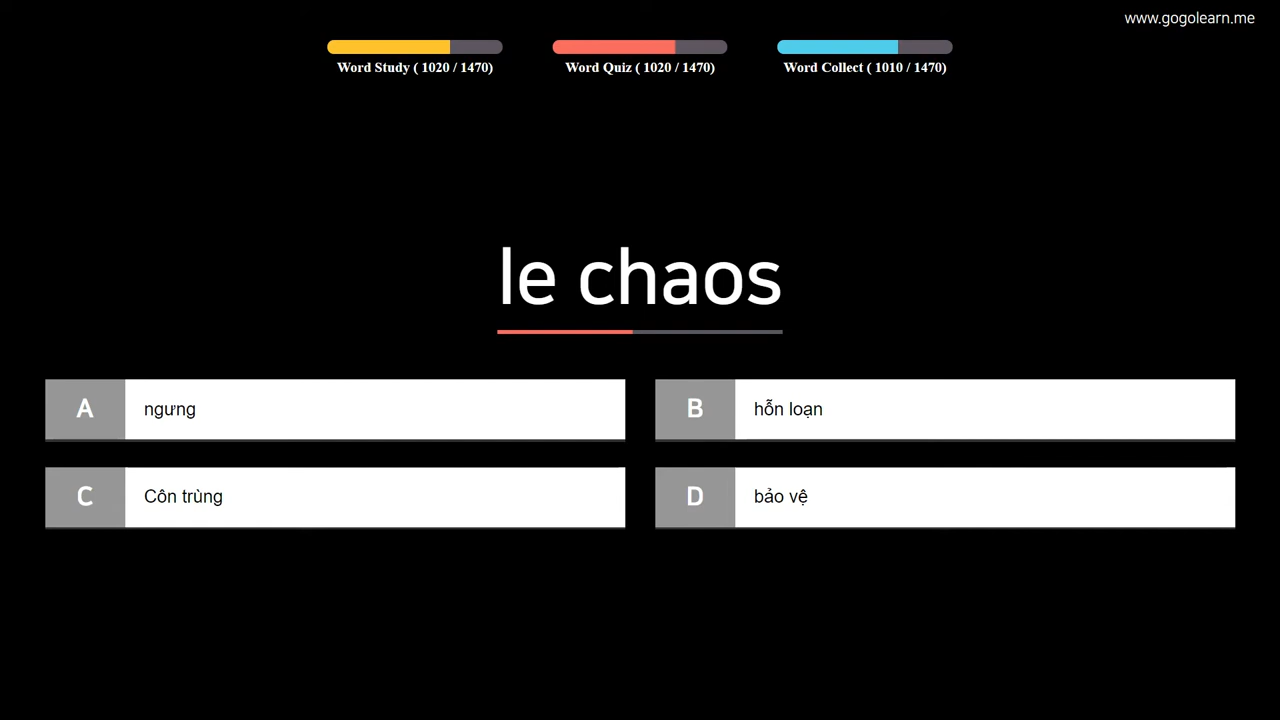 www.gogolearn.me
Word Study ( 1020 / 1470)
Word Quiz ( 1020 / 1470)
Word Collect ( 1010 / 1470)
le chaos
A ngưng
B hỗn loạn
C Côn trùng
D bảo vệ